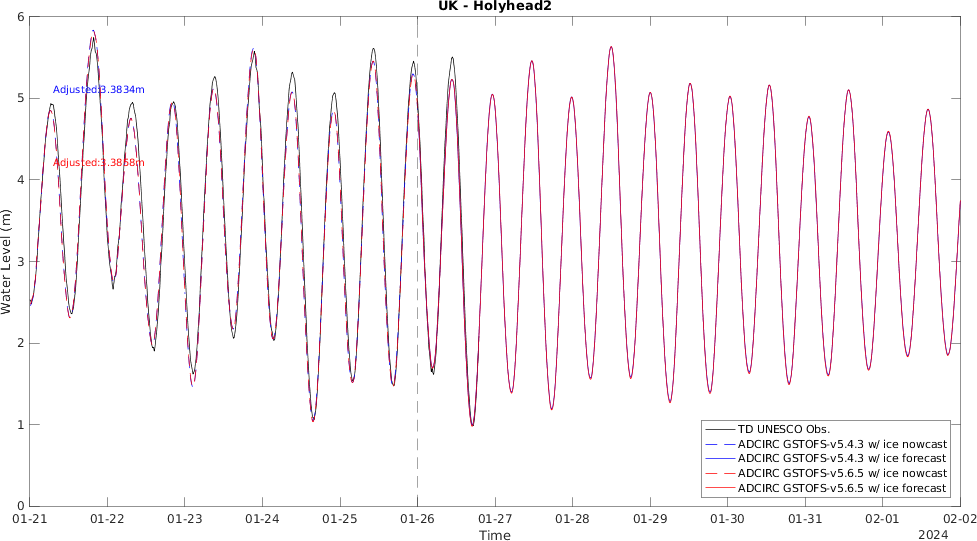 UK - Holyhead2
6
5
4
3
2
1
0
Water Level (m)
Adjusted:3.3834m
Adjusted:3.3868m
TD UNESCO Obs.
ADCIRC GSTOFS-v5.4.3 w/ ice nowcast
ADCIRC GSTOFS-v5.4.3 w/ ice forecast
ADCIRC GSTOFS-v5.6.5 w/ ice nowcast
ADCIRC GSTOFS-v5.6.5 w/ ice forecast
01-21 01-22 01-23 01-24 01-25 01-26 01-27 01-28 01-29 01-30 01-31 02-01 02-02
Time
2024